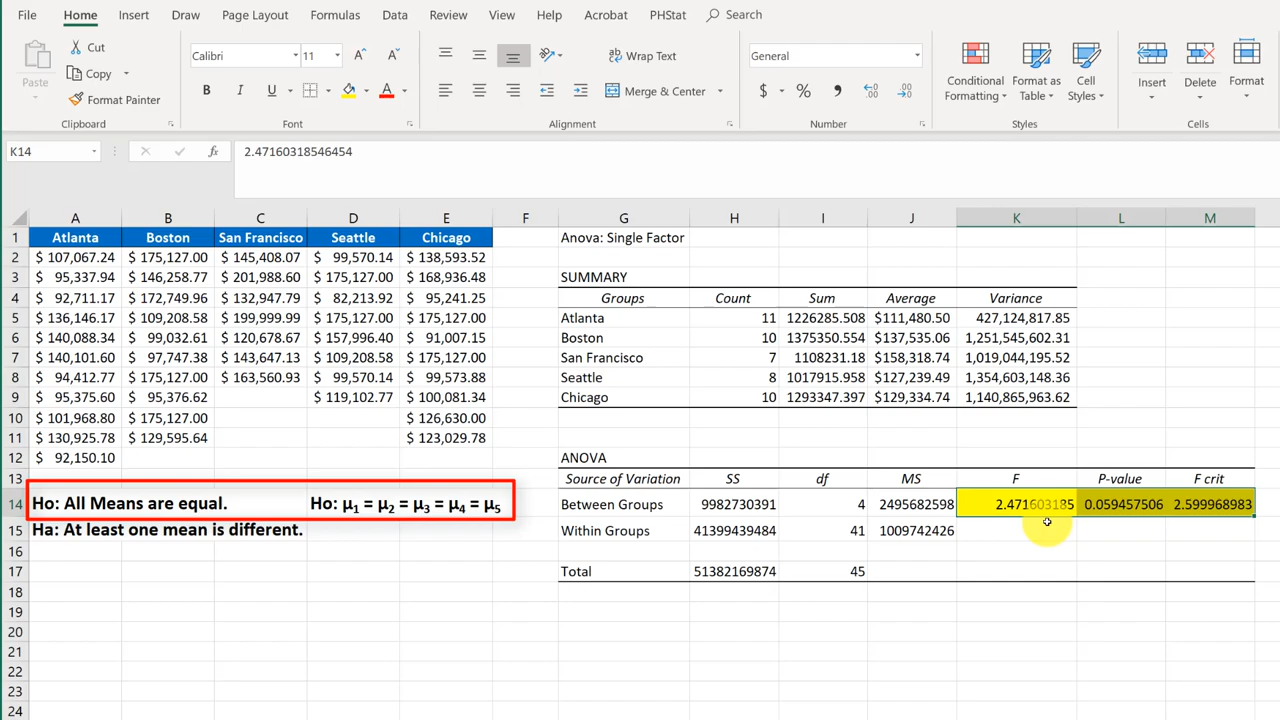 File Home Insert Draw Page Layout Formulas Data Review View Help Acrobat PHStat Search
Paste Cut Copy Format Painter
Calibri 11 A A
B I U A
ab Wrap Text
Merge & Center
General
$ % 9 .00
Conditional Formatting Format as Table Cell Styles
Insert Delete Format
Clipboard Font Alignment Number Styles Cells
K14 fx 2.47160318546454
A B C D E F G H I J K L M
1 Atlanta Boston San Francisco Seattle Chicago Anova: Single Factor
2 $ 107,067.24 $ 175,127.00 $ 145,408.07 $ 99,570.14 $ 138,593.52
3 $ 95,337.94 $ 146,258.77 $ 201,988.60 $ 175,127.00 $ 168,936.48 SUMMARY
4 $ 92,711.17 $ 172,749.96 $ 132,947.79 $ 82,213.92 $ 95,241.25 Groups Count Sum Average Variance
5 $ 136,146.17 $ 109,208.58 $ 199,999.99 $ 175,127.00 $ 175,127.00 Atlanta 11 1226285.508 $111,480.50 427,124,817.85
6 $ 140,088.34 $ 99,032.61 $ 120,678.67 $ 157,996.40 $ 91,007.15 Boston 10 1375350.554 $137,535.06 1,251,545,602.31
7 $ 140,101.60 $ 97,747.38 $ 143,647.13 $ 109,208.58 $ 175,127.00 San Francisco 7 1108231.18 $158,318.74 1,019,044,195.52
8 $ 94,412.77 $ 175,127.00 $ 163,560.93 $ 99,570.14 $ 99,573.88 Seattle 8 1017915.958 $127,239.49 1,354,603,148.36
9 $ 95,375.60 $ 95,376.62 $ 119,102.77 $ 100,081.34 Chicago 10 1293347.397 $129,334.74 1,140,865,963.62
10 $ 101,968.80 $ 175,127.00 $ 126,630.00
11 $ 130,925.78 $ 129,595.64 $ 123,029.78
12 $ 92,150.10 ANOVA
13 Source of Variation SS df MS F P-value F crit
14 Ho: All Means are equal. Ho: μ1 = μ2 = μ3 = μ4 = μ5 Between Groups 9982730391 4 2495682598 2.471603185 0.059457506 2.599968983
15 Ha: At least one mean is different. Within Groups 41399439484 41 1009742426
16
17 Total 51382169874 45
18
19
20
21
22
23
24